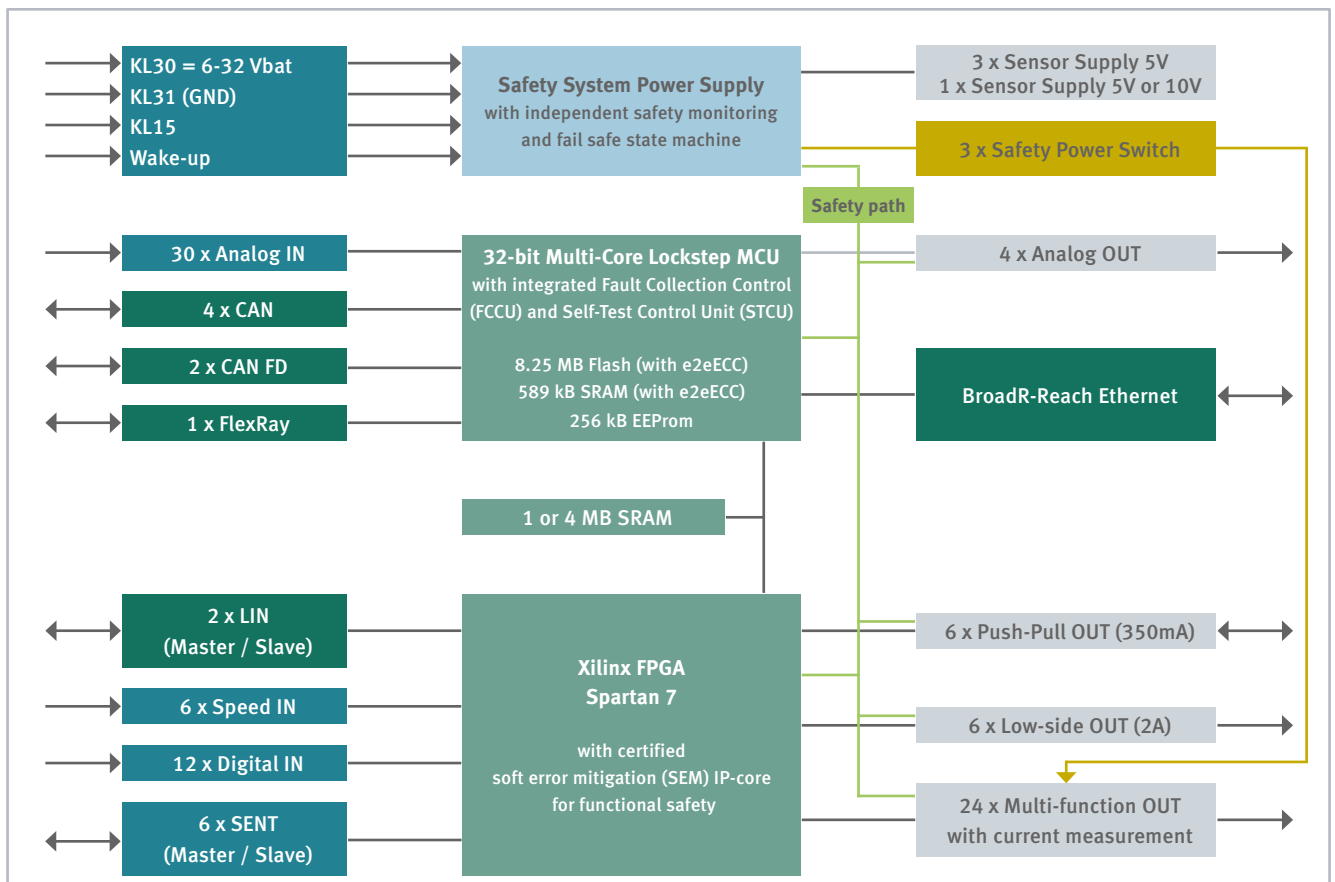 KL30 = 6-32 Vbat
KL31 (GND)
KL15
Wake-up
Safety System Power Supply
with independent safety monitoring
and fail safe state machine
3 x Sensor Supply 5V
1 x Sensor Supply 5V or 10V
3 x Safety Power Switch
Safety path
30 x Analog IN
4 x CAN
2 x CAN FD
1 x FlexRay
32-bit Multi-Core Lockstep MCU
with integrated Fault Collection Control
(FCCU) and Self-Test Control Unit (STCU)
8.25 MB Flash (with e2eECC)
589 kB SRAM (with e2eECC)
256 kB EEProm
4 x Analog OUT
BroadR-Reach Ethernet
1 or 4 MB SRAM
2 x LIN
(Master / Slave)
6 x Speed IN
12 x Digital IN
6 x SENT
(Master / Slave)
Xilinx FPGA
Spartan 7
with certified
soft error mitigation (SEM) IP-core
for functional safety
6 x Push-Pull OUT (350mA)
6 x Low-side OUT (2A)
24 x Multi-function OUT
with current measurement